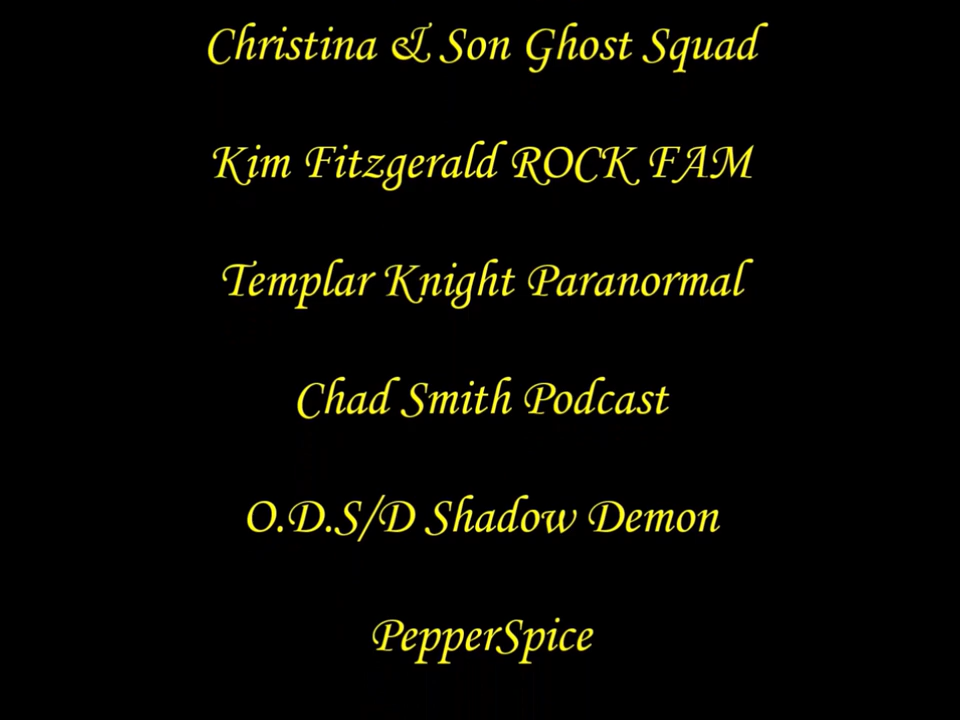 Christina & Son Ghost Squad
Kim Fitzgerald ROCK FAM
Templar Knight Paranormal
Chad Smith Podcast
O.D.S/D Shadow Demon
PepperSpice